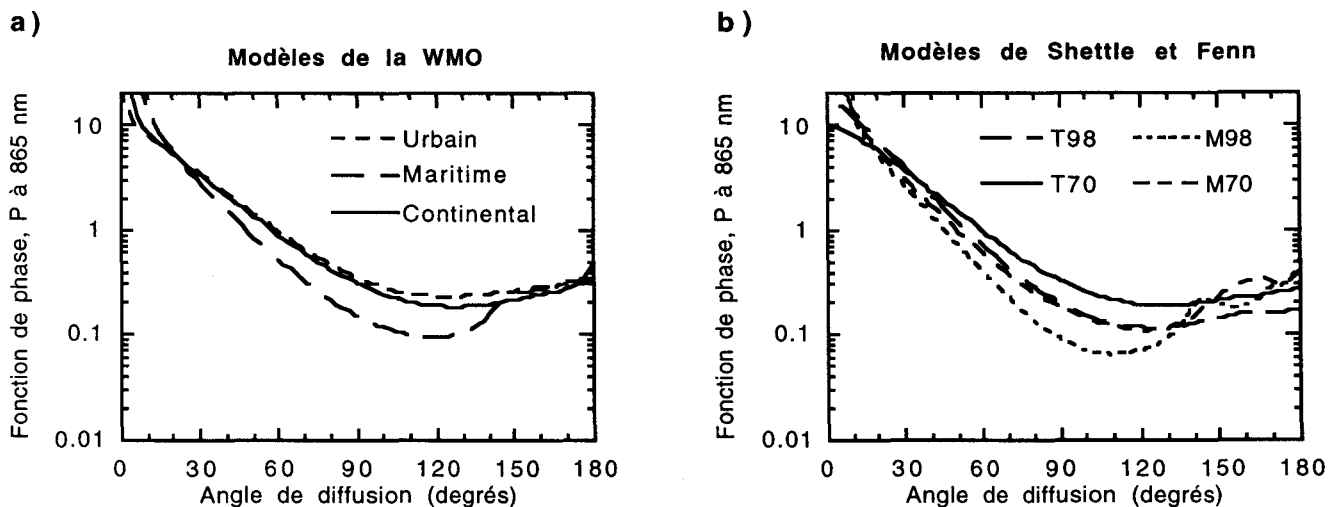 a)
Modèles de la WMO
Fonction de phase, P à 865 nm
10
1
0.1
0.01
Urbain
Maritime
Continental
0 30 60 90 120 150 180
Angle de diffusion (degrés)
b)
Modèles de Shettle et Fenn
Fonction de phase, P à 865 nm
10
1
0.1
0.01
T98 M98
T70 M70
0 30 60 90 120 150 180
Angle de diffusion (degrés)